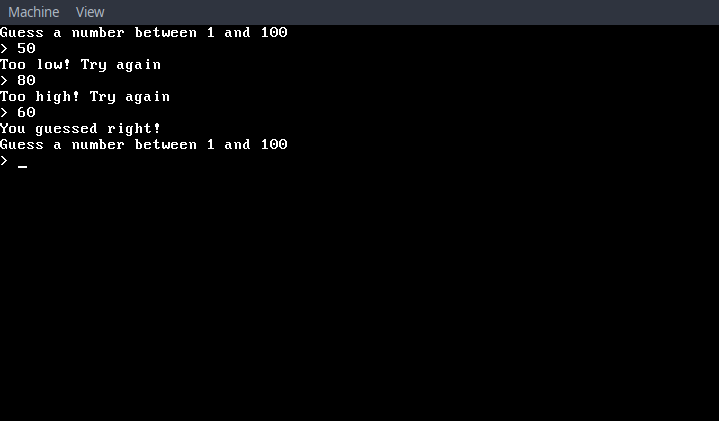 Machine View
Guess a number between 1 and 100
> 50
Too low! Try again
> 80
Too high! Try again
> 60
You guessed right!
Guess a number between 1 and 100
> _